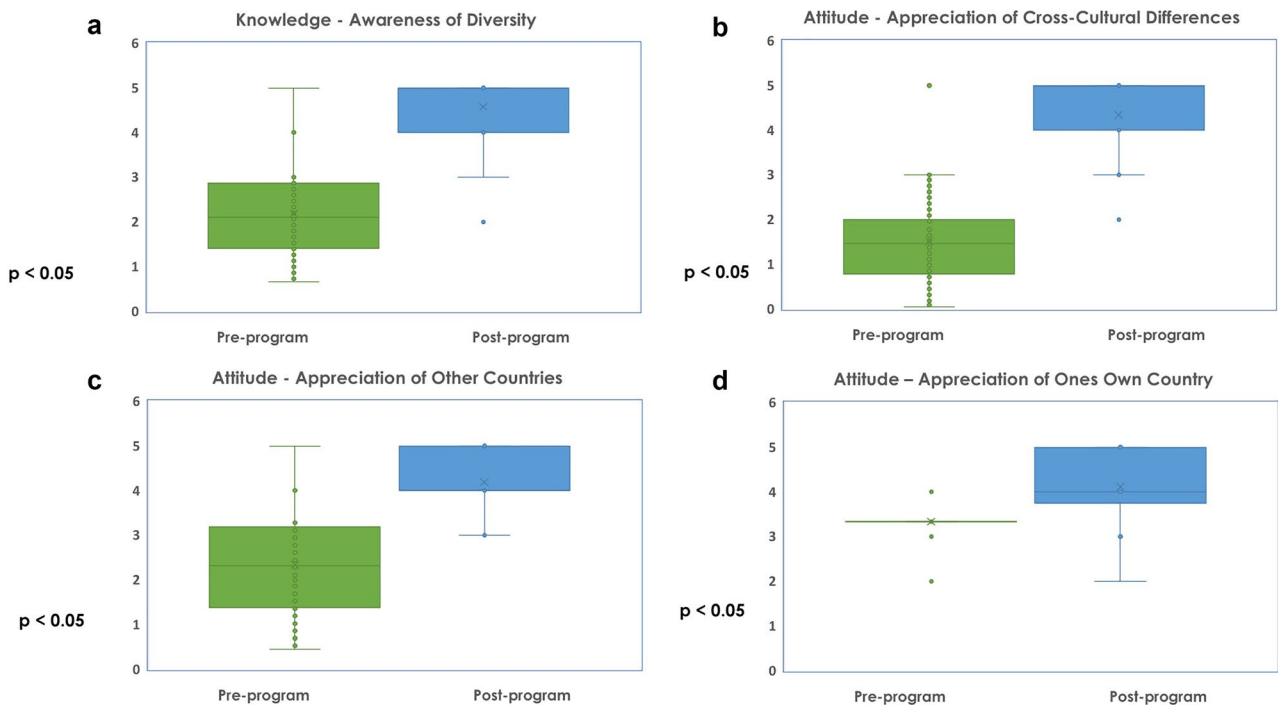 a
Knowledge - Awareness of Diversity
6
5
4
3
2
1
0
p < 0.05
Pre-program
Post-program
b
Attitude - Appreciation of Cross-Cultural Differences
6
5
4
3
2
1
0
p < 0.05
Pre-program
Post-program
c
Attitude - Appreciation of Other Countries
6
5
4
3
2
1
0
p < 0.05
Pre-program
Post-program
d
Attitude – Appreciation of Ones Own Country
6
5
4
3
2
1
0
p < 0.05
Pre-program
Post-program